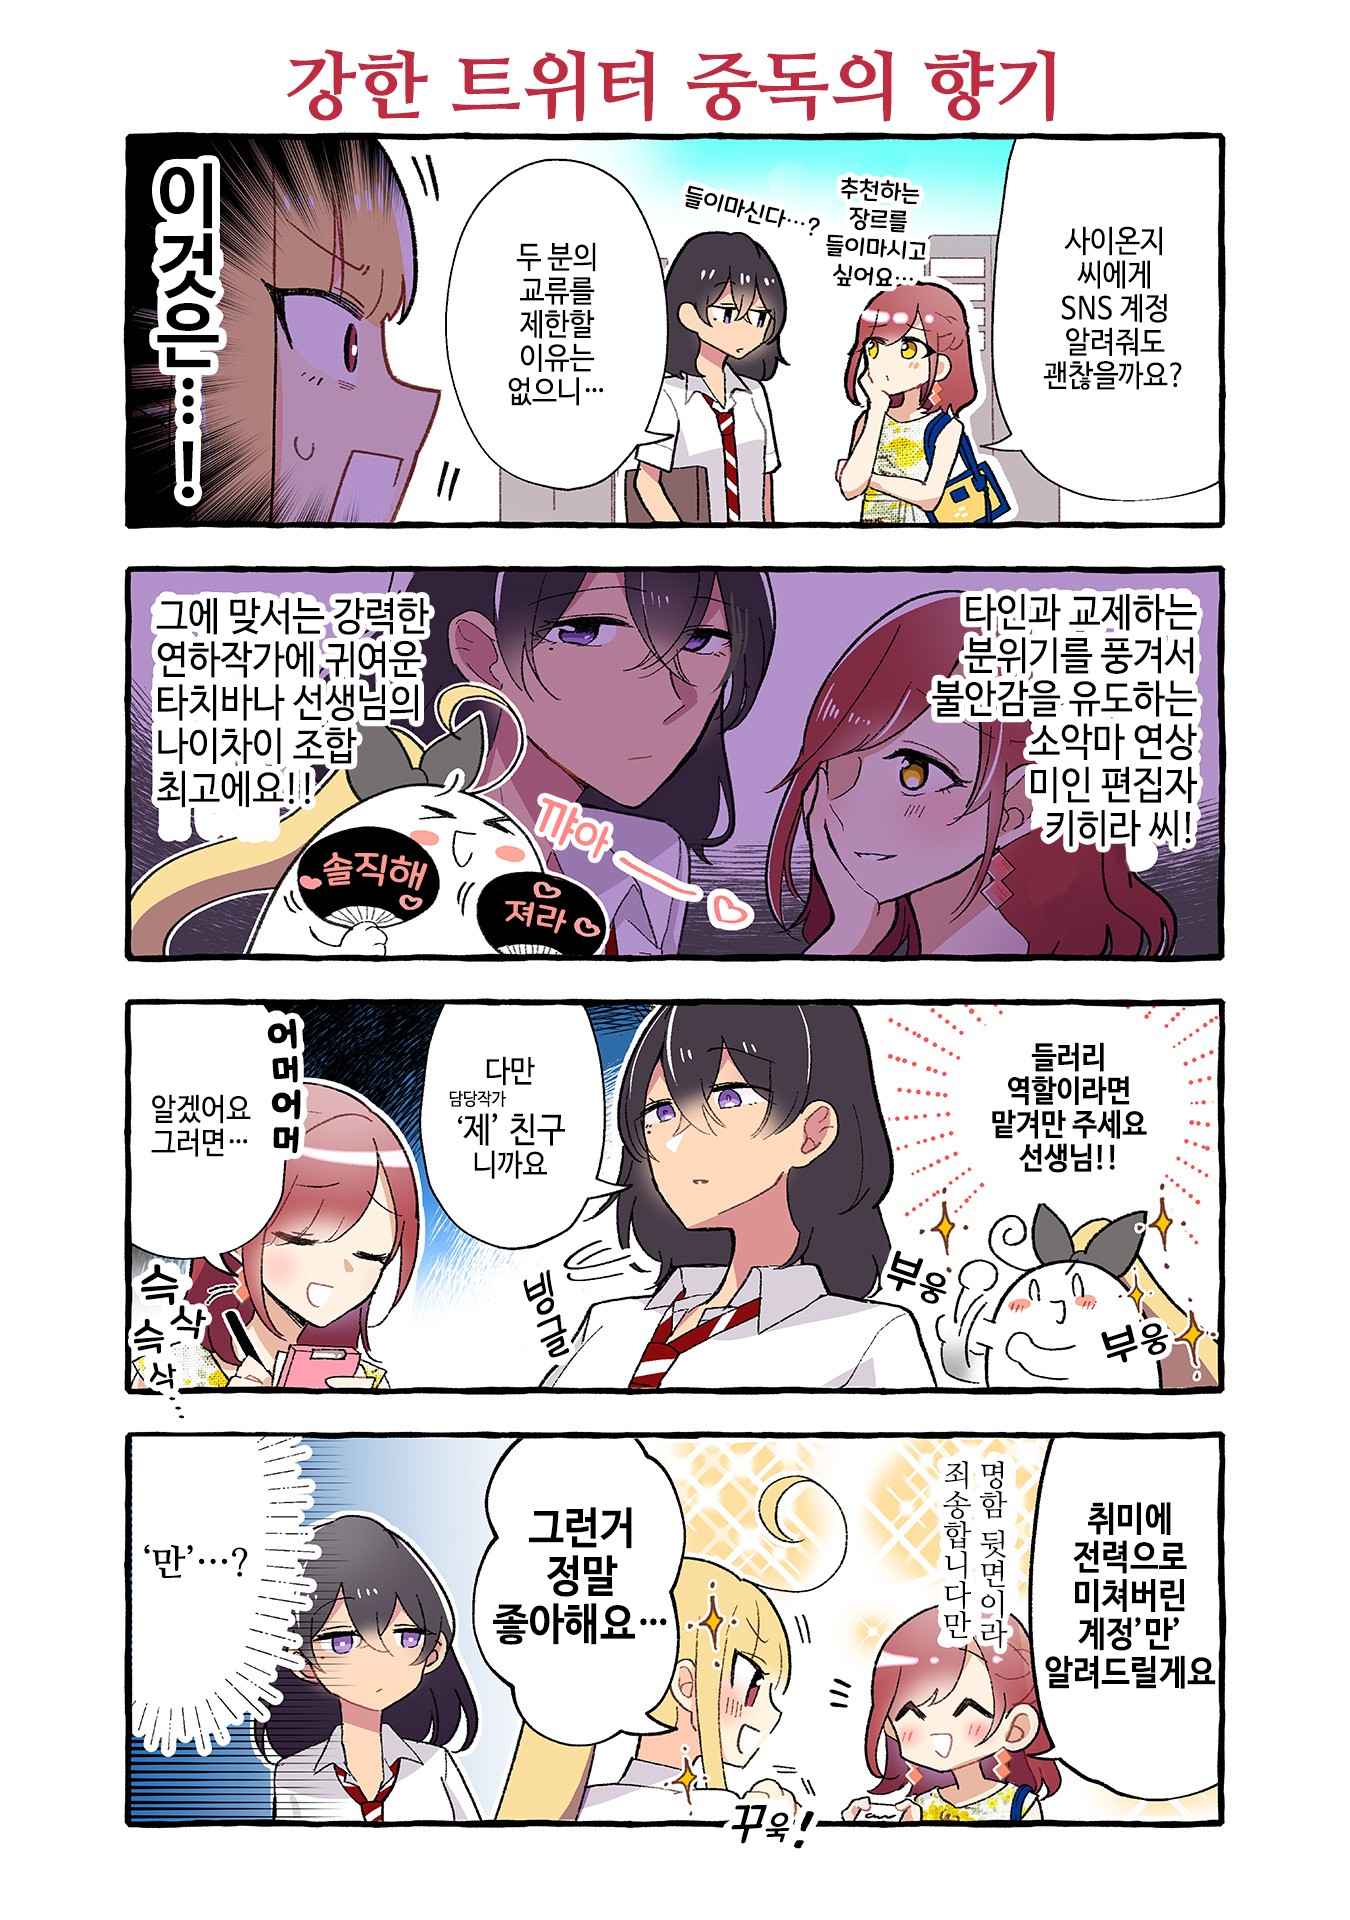 강한 트위터 중독의 향기
사이온지
씨에게
SNS 계정
알려줘도
괜찮을까요?
추천하는
장르를
들이마시고
싶어요…
들이마신다…?
두 분의
교류를
제한할
이유는
없으니…
이것은…!
타인과 교제하는
분위기를 풍겨서
불안감을 유도하는
소악마 연상
미인 편집자
키히라 씨!
그에 맞서는 강력한
연하작가에 귀여운
타치바나 선생님의
나이차이 조합
최고에요!!
꺄아
솔직해
져라
들러리
역할이라면
맡겨만 주세요
선생님!!
부웅
부웅
다만
담당작가
‘제’ 친구
니까요
빙글
어머어머
알겠어요
그러면…
슥삭
슥삭…
취미에
전력으로
미쳐버린
계정’만’
알려드릴게요
명함 뒷면이라
죄송합니다만
그런거
정말
좋아해요…
꾸욱!
‘만’…?